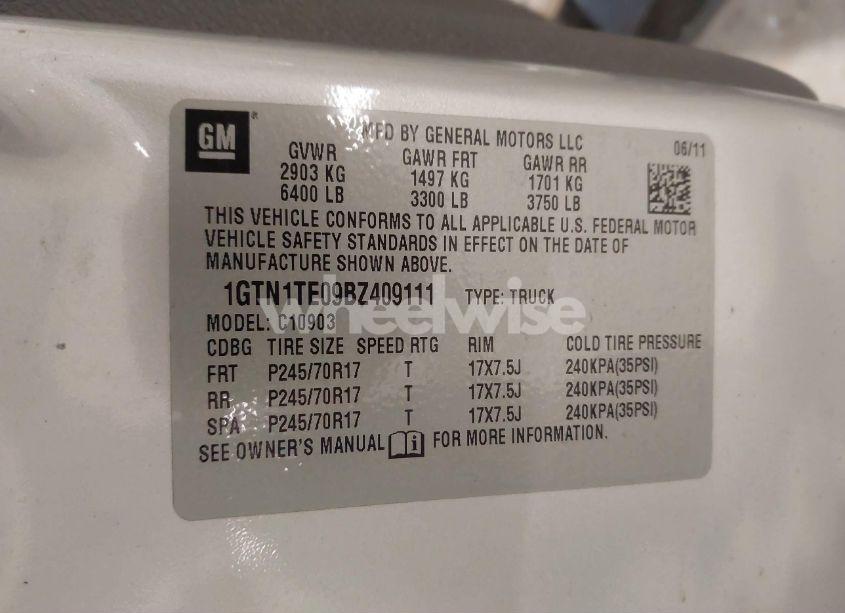 GM
MFD BY GENERAL MOTORS LLC
06/11
GVWR GAWR FRT GAWR RR
2903 KG 1497 KG 1701 KG
6400 LB 3300 LB 3750 LB
THIS VEHICLE CONFORMS TO ALL APPLICABLE U.S. FEDERAL MOTOR
VEHICLE SAFETY STANDARDS IN EFFECT ON THE DATE OF
MANUFACTURE SHOWN ABOVE.
1GTN1TE09BZ409111 TYPE: TRUCK
MODEL: C10903
CDBG TIRE SIZE SPEED RTG RIM COLD TIRE PRESSURE
FRT P245/70R17 T 17X7.5J 240KPA(35PSI)
RR P245/70R17 T 17X7.5J 240KPA(35PSI)
SPA P245/70R17 T 17X7.5J 240KPA(35PSI)
SEE OWNER'S MANUAL FOR MORE INFORMATION.
wheelwise